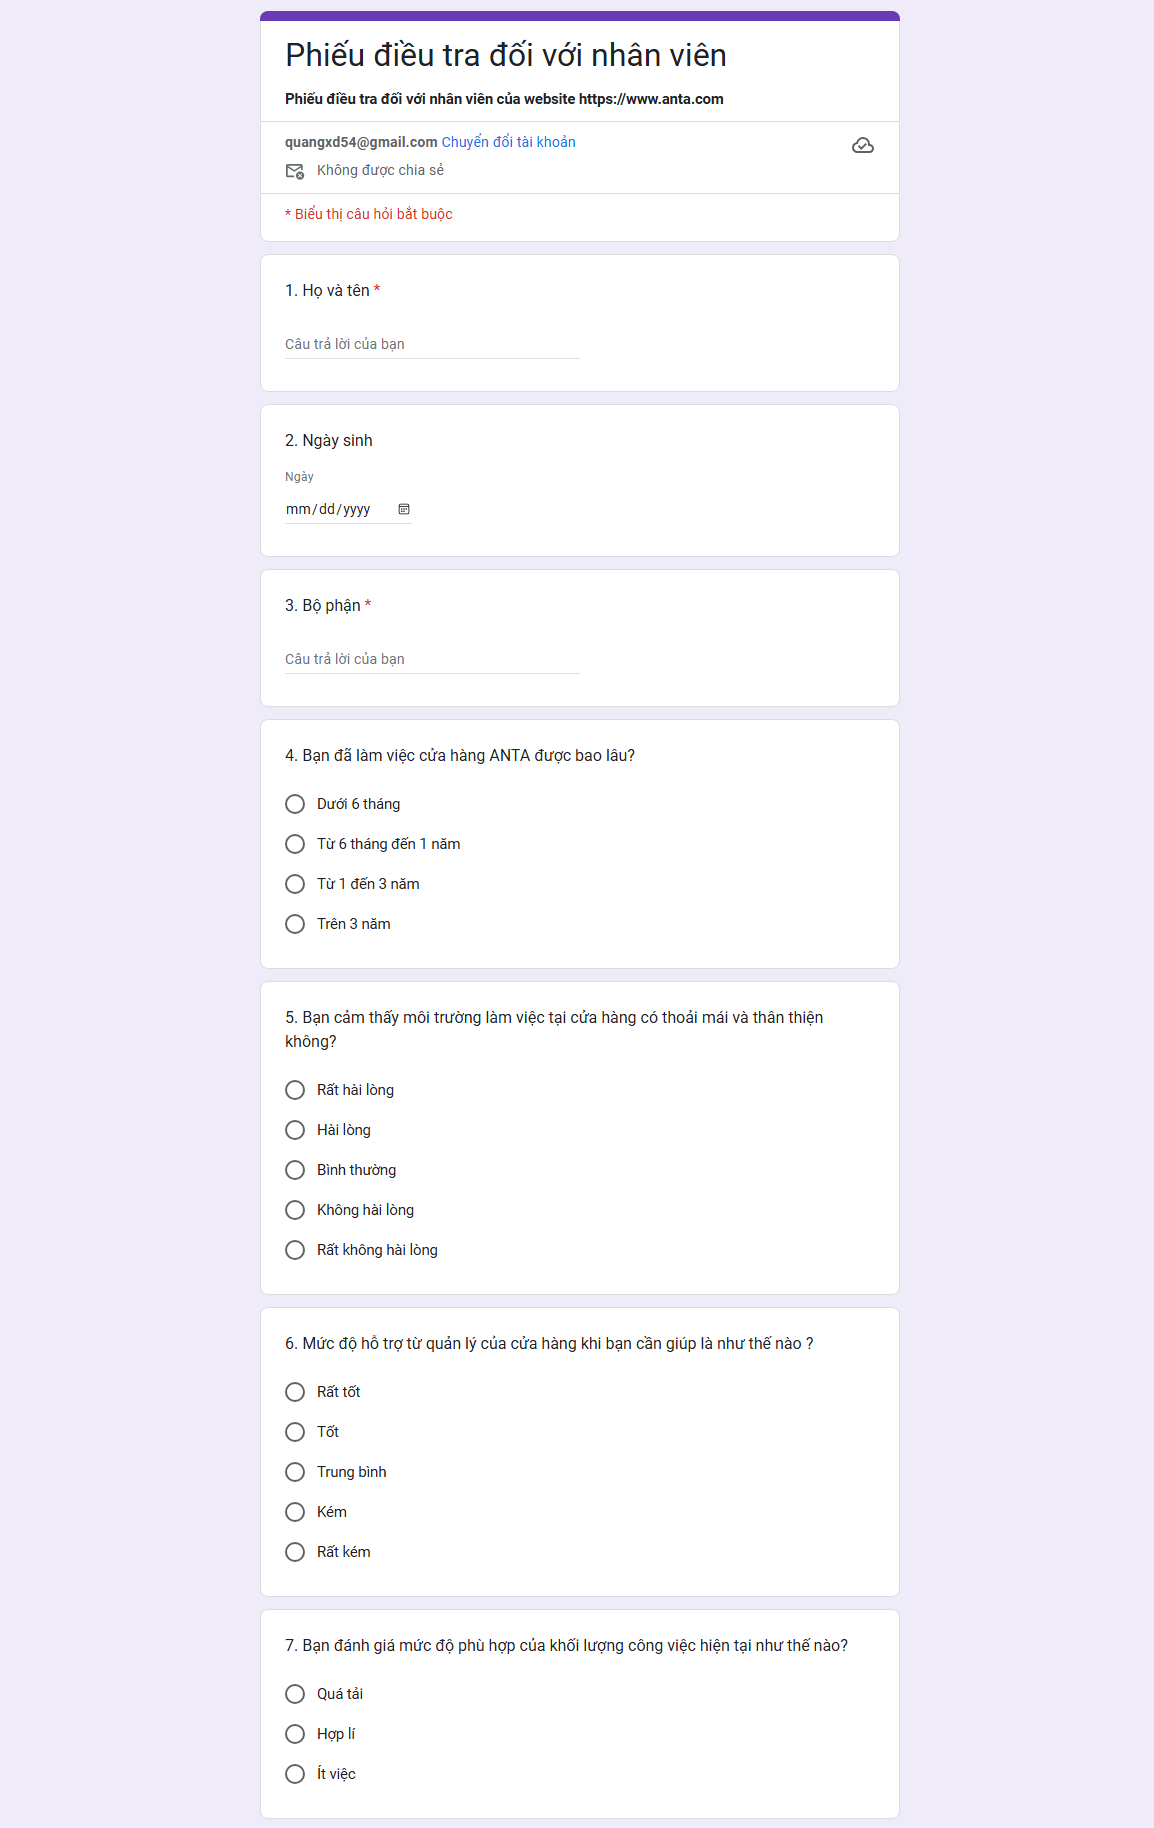 Phiếu điều tra đối với nhân viên
Phiếu điều tra đối với nhân viên của website https://www.anta.com
quangxd54@gmail.com Chuyển đổi tài khoản
Không được chia sẻ
* Biểu thị câu hỏi bắt buộc
1. Họ và tên *
Câu trả lời của bạn
2. Ngày sinh
Ngày
mm/dd/yyyy
3. Bộ phận *
Câu trả lời của bạn
4. Bạn đã làm việc cửa hàng ANTA được bao lâu?
Dưới 6 tháng
Từ 6 tháng đến 1 năm
Từ 1 đến 3 năm
Trên 3 năm
5. Bạn cảm thấy môi trường làm việc tại cửa hàng có thoải mái và thân thiện
không?
Rất hài lòng
Hài lòng
Bình thường
Không hài lòng
Rất không hài lòng
6. Mức độ hỗ trợ từ quản lý của cửa hàng khi bạn cần giúp là như thế nào ?
Rất tốt
Tốt
Trung bình
Kém
Rất kém
7. Bạn đánh giá mức độ phù hợp của khối lượng công việc hiện tại như thế nào?
Quá tải
Hợp lí
Ít việc